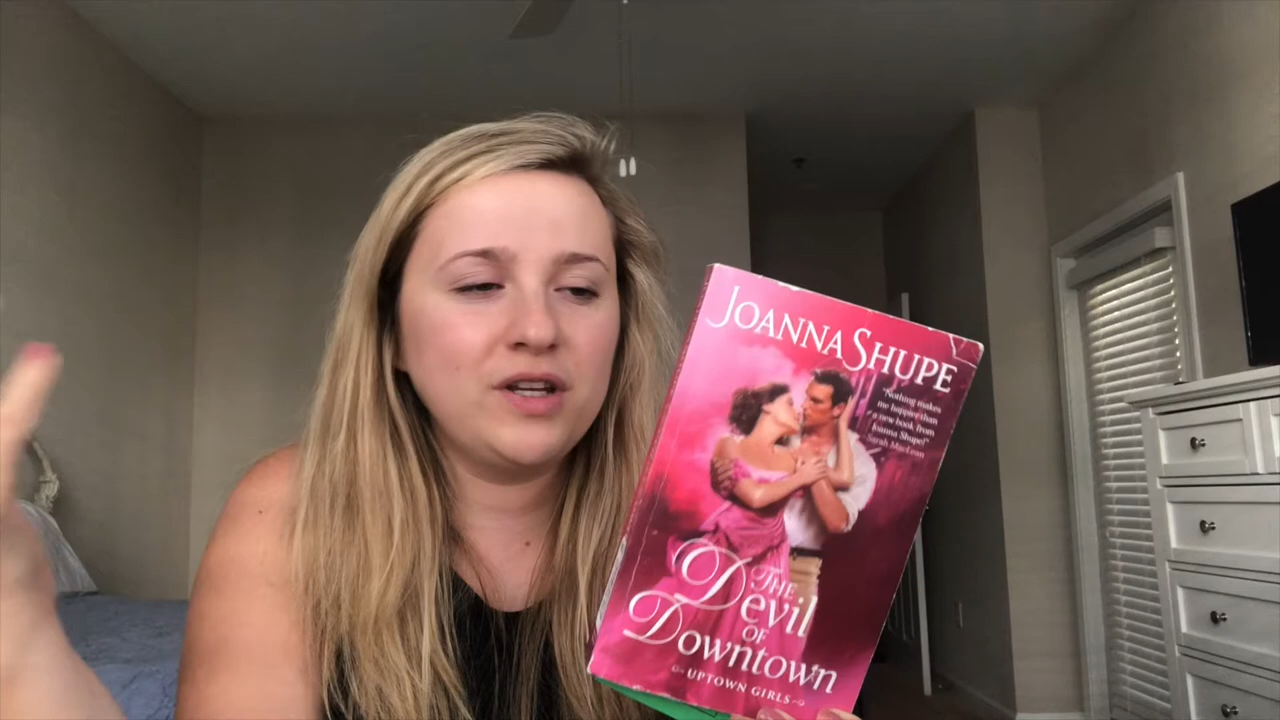 JOANNA SHUPE
"Nothing makes
me happier than
a new book from
Joanna Shupe!"
Sarah MacLean
THE
Devil
OF
Downtown
UPTOWN GIRLS